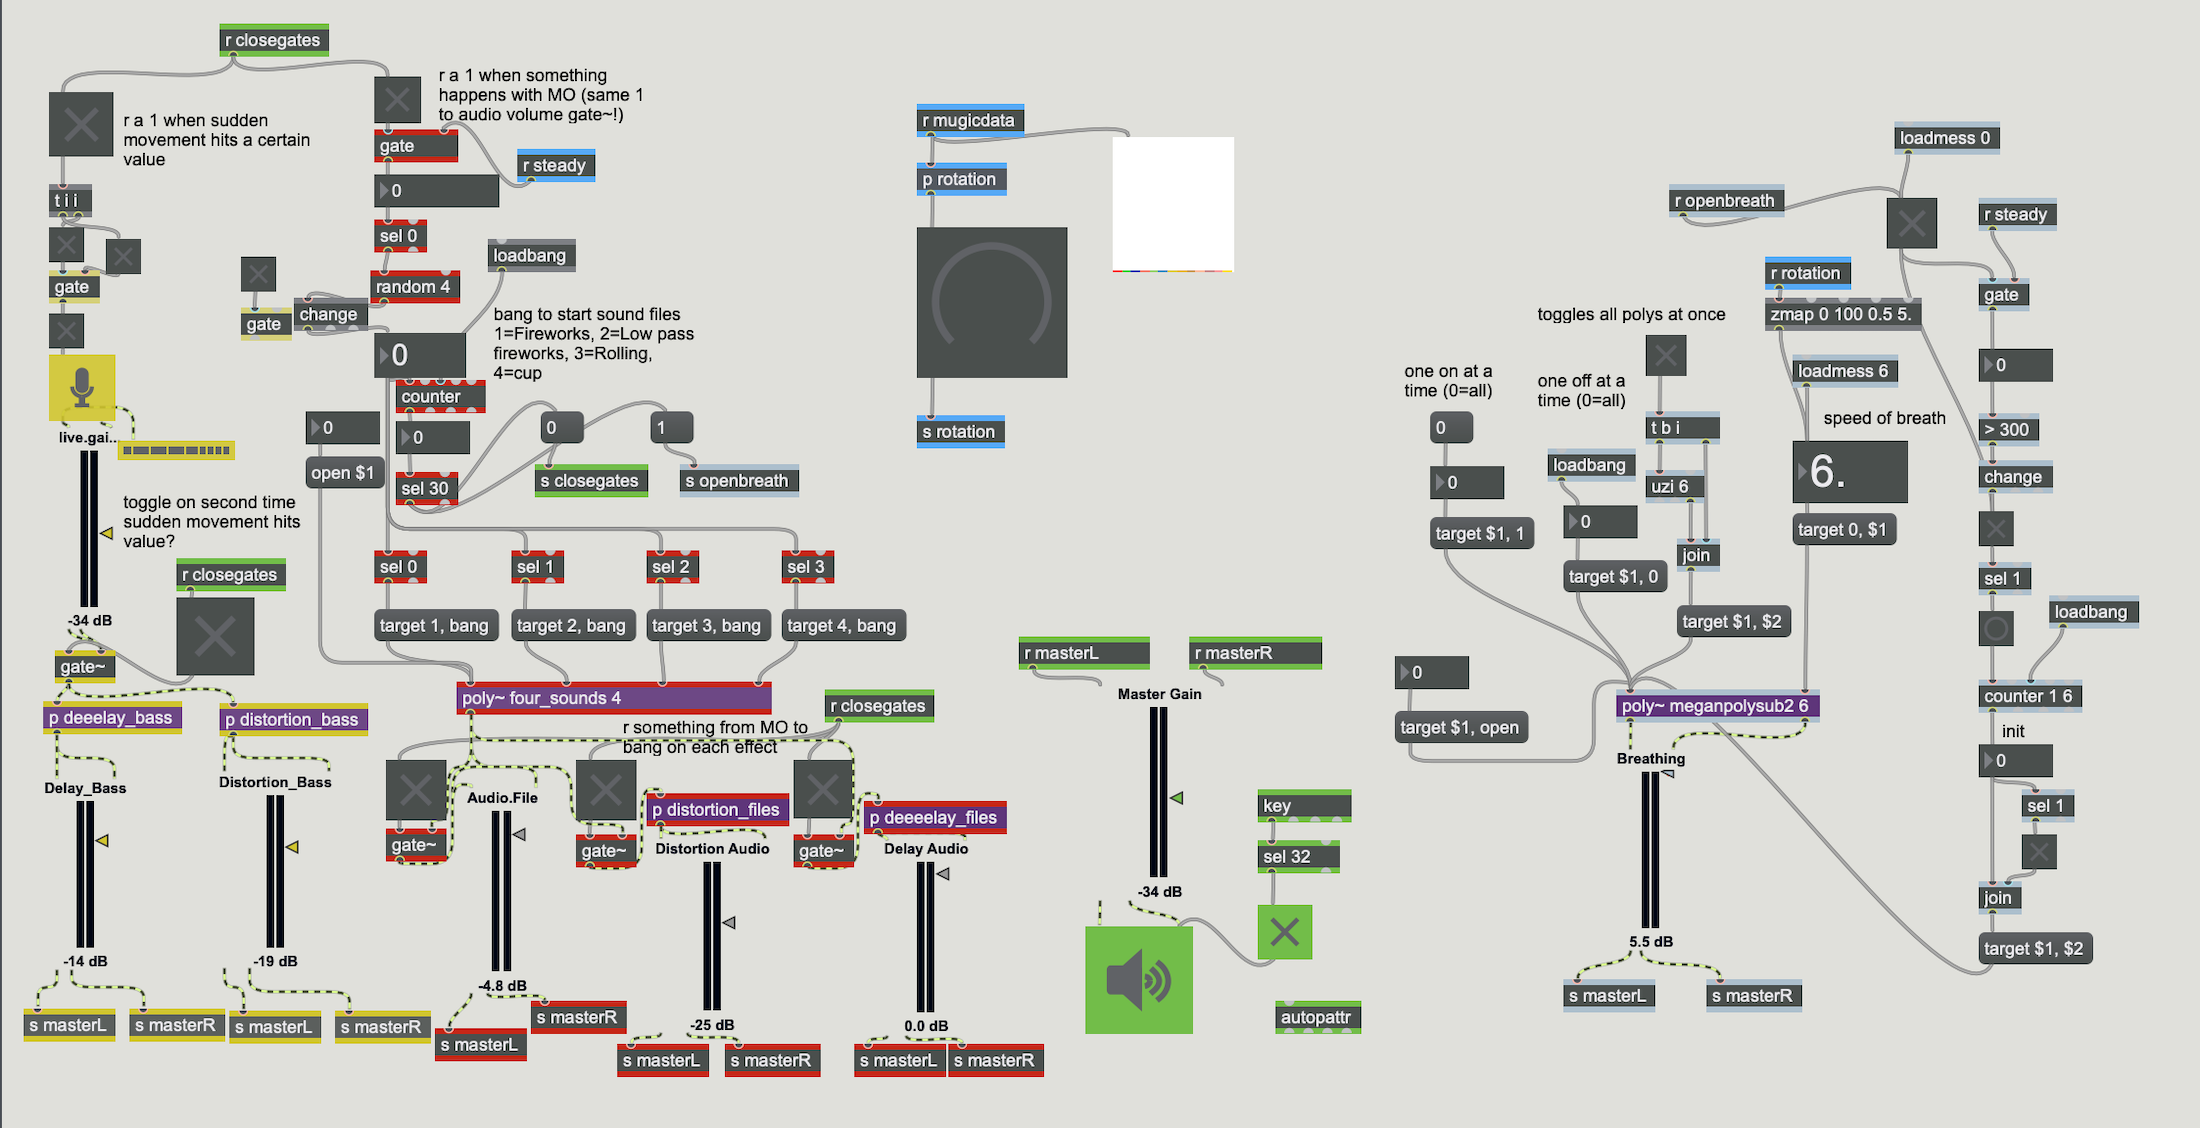 r closegates
r a 1 when sudden
movement hits a certain
value
t i i
gate
live.gai..
-34 dB
toggle on second time
sudden movement hits
value?
r closegates
gate~
p deeelay_bass
p distortion_bass
Delay_Bass
Distortion_Bass
-14 dB
-19 dB
s masterL
s masterR
s masterL
s masterR
r a 1 when something
happens with MO (same 1
to audio volume gate~!)
gate
r steady
0
sel 0
loadbang
random 4
gate
change
0
bang to start sound files
1=Fireworks, 2=Low pass
fireworks, 3=Rolling,
4=cup
counter
0
0
0
1
open $1
sel 30
s closegates
s openbreath
sel 0
sel 1
sel 2
sel 3
target 1, bang
target 2, bang
target 3, bang
target 4, bang
poly~ four_sounds 4
r closegates
r something from MO to
bang on each effect
Audio.File
p distortion_files
p deeeelay_files
gate~
gate~
gate~
Distortion Audio
Delay Audio
-4.8 dB
-25 dB
0.0 dB
s masterR
s masterL
s masterL
s masterR
s masterL
s masterR
r mugicdata
p rotation
s rotation
r masterL
r masterR
Master Gain
-34 dB
key
sel 32
autopattr
loadmess 0
r openbreath
r steady
r rotation
zmap 0 100 0.5 5.
gate
toggles all polys at once
one on at a
time (0=all)
one off at a
time (0=all)
loadmess 6
speed of breath
0
0
t b i
> 300
loadbang
change
0
uzi 6
6.
0
target $1, 1
target 0, $1
join
target $1, 0
sel 1
target $1, $2
loadbang
0
target $1, open
poly~ meganpolysub2 6
counter 1 6
init
0
Breathing
sel 1
join
5.5 dB
target $1, $2
s masterL
s masterR